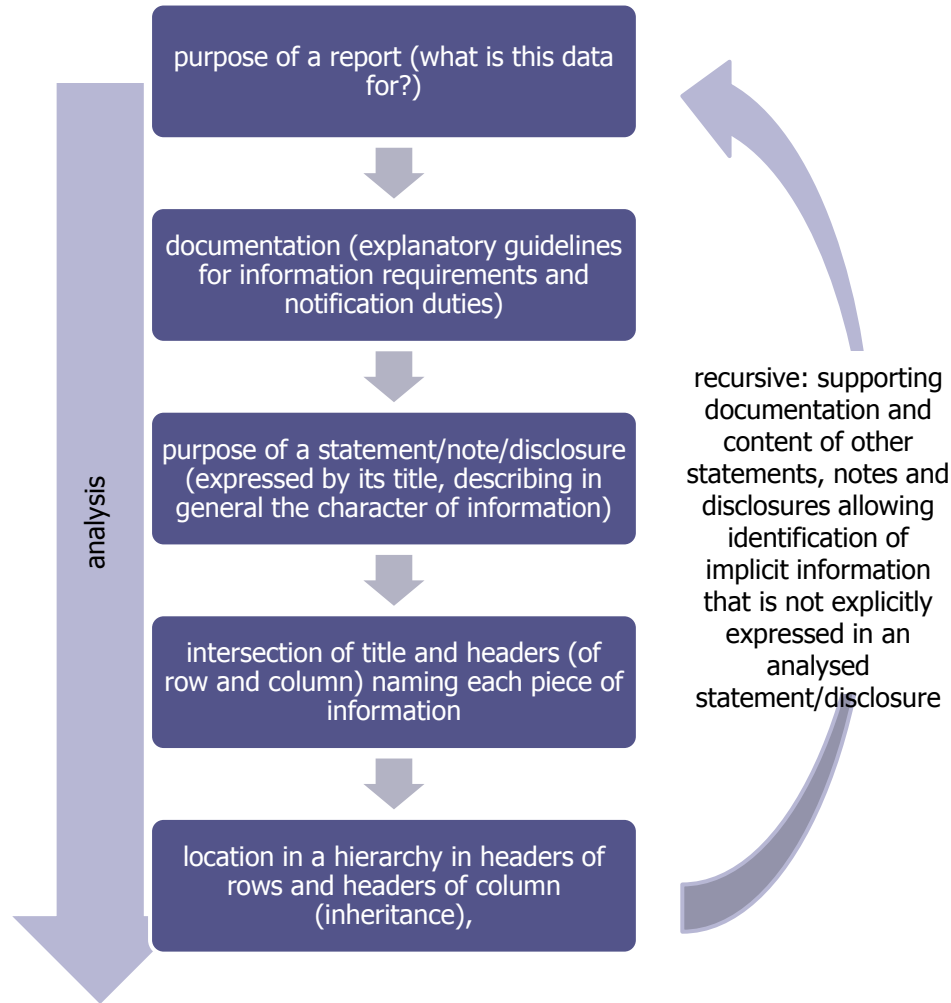 purpose of a report (what is this data
for?)
documentation (explanatory guidelines
for information requirements and
notification duties)
purpose of a statement/note/disclosure
(expressed by its title, describing in
general the character of information)
intersection of title and headers (of
row and column) naming each piece of
information
location in a hierarchy in headers of
rows and headers of column
(inheritance),
analysis
recursive: supporting
documentation and
content of other
statements, notes and
disclosures allowing
identification of
implicit information
that is not explicitly
expressed in an
analysed
statement/disclosure